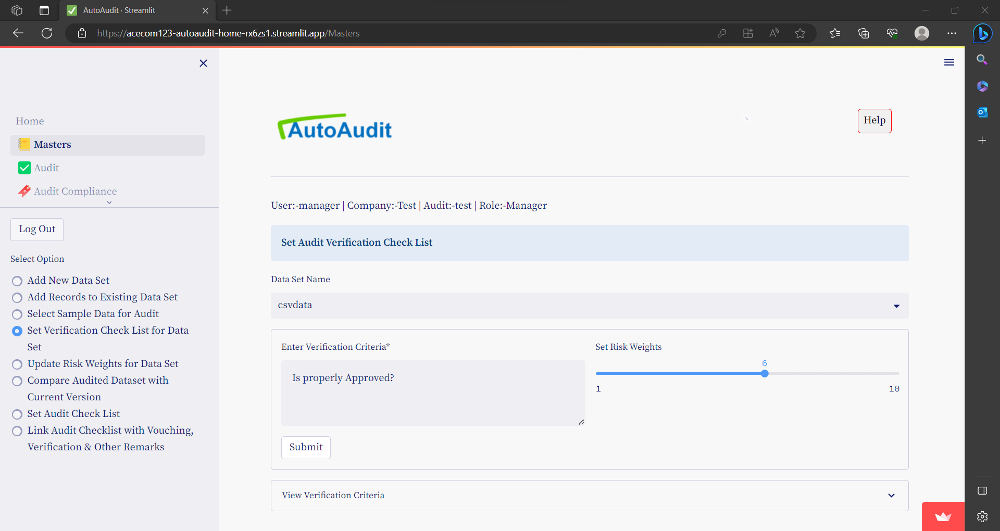 AutoAudit · Streamlit
https://acecom123-autoaudit-home-rx6zs1.streamlit.app/Masters
Home
Masters
Audit
Audit Compliance
Log Out
Select Option
Add New Data Set
Add Records to Existing Data Set
Select Sample Data for Audit
Set Verification Check List for Data
Set
Update Risk Weights for Data Set
Compare Audited Dataset with
Current Version
Set Audit Check List
Link Audit Checklist with Vouching,
Verification & Other Remarks
AutoAudit
Help
User:-manager | Company:-Test | Audit:-test | Role:-Manager
Set Audit Verification Check List
Data Set Name
csvdata
Enter Verification Criteria*
Is properly Approved?
Submit
Set Risk Weights
6
1 10
View Verification Criteria